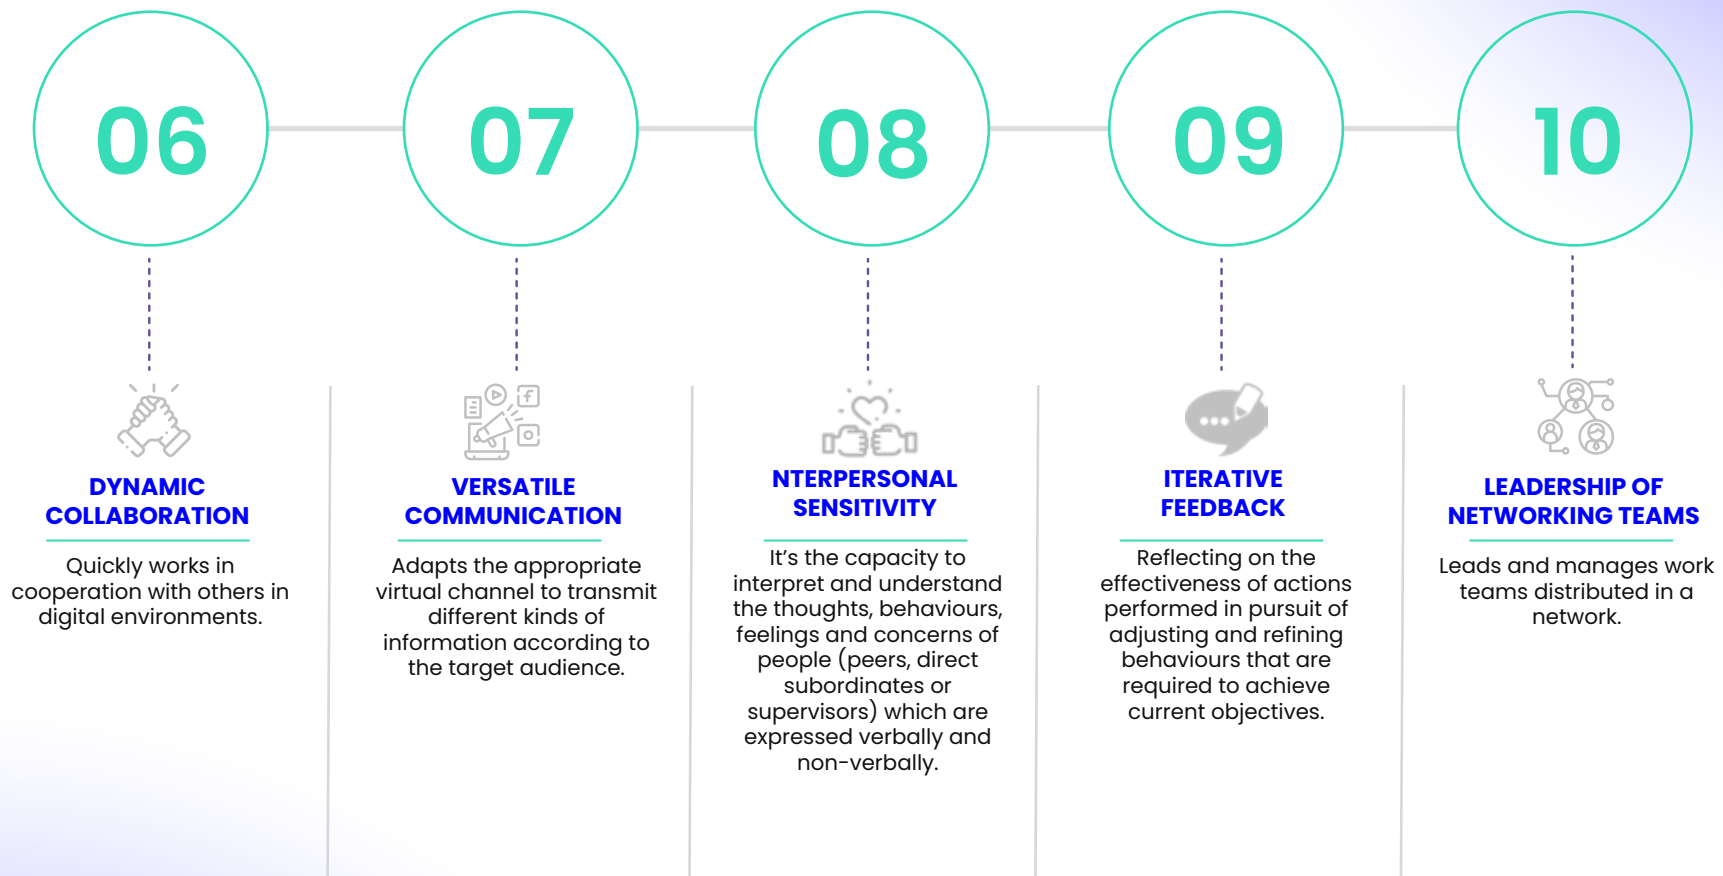 06
07
08
09
10
DYNAMIC
COLLABORATION
Quickly works in
cooperation with others in
digital environments.
VERSATILE
COMMUNICATION
Adapts the appropriate
virtual channel to transmit
different kinds of
information according to
the target audience.
NTERPERSONAL
SENSITIVITY
It’s the capacity to
interpret and understand
the thoughts, behaviours,
feelings and concerns of
people (peers, direct
subordinates or
supervisors) which are
expressed verbally and
non-verbally.
ITERATIVE
FEEDBACK
Reflecting on the
effectiveness of actions
performed in pursuit of
adjusting and refining
behaviours that are
required to achieve
current objectives.
LEADERSHIP OF
NETWORKING TEAMS
Leads and manages work
teams distributed in a
network.